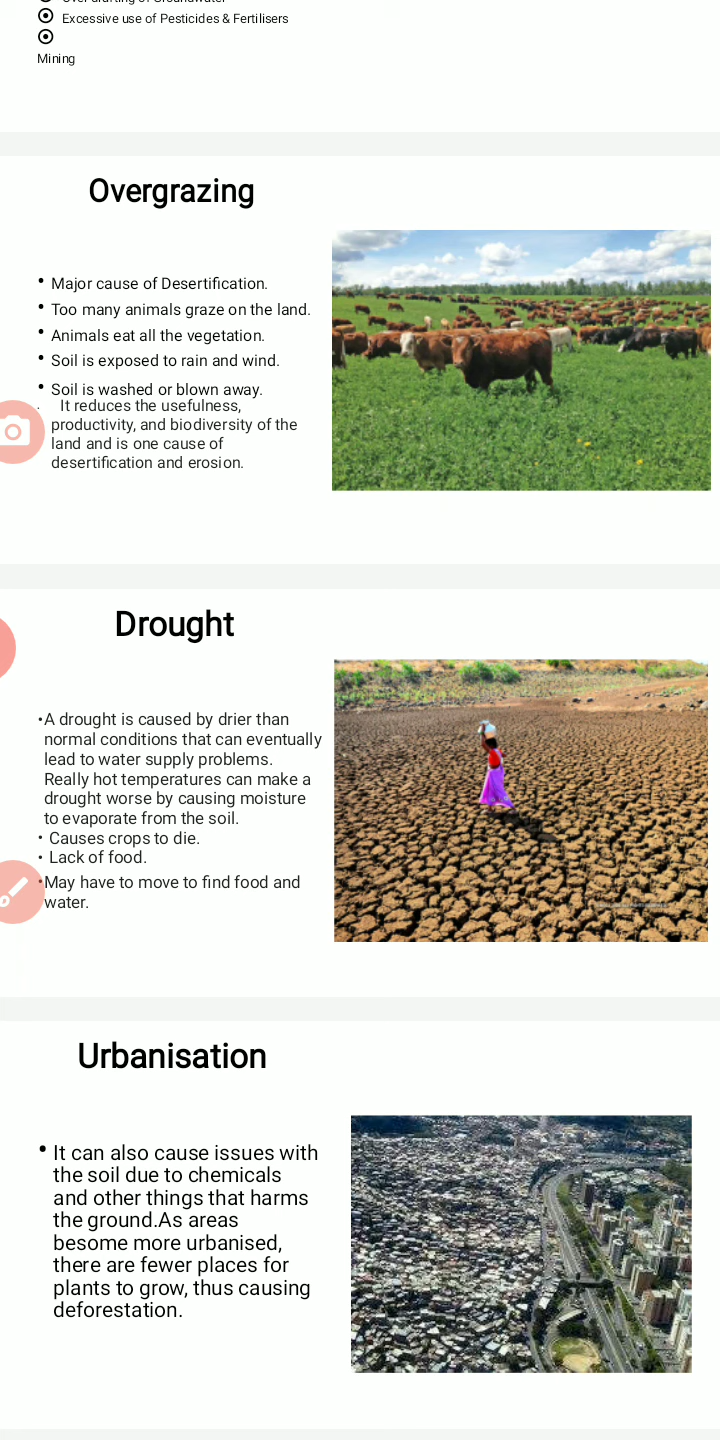 Over drafting of Groundwater
Excessive use of Pesticides & Fertilisers
Mining
Overgrazing
• Major cause of Desertification.
• Too many animals graze on the land.
• Animals eat all the vegetation.
• Soil is exposed to rain and wind.
• Soil is washed or blown away.
. It reduces the usefulness,
productivity, and biodiversity of the
land and is one cause of
desertification and erosion.
Drought
•A drought is caused by drier than
normal conditions that can eventually
lead to water supply problems.
Really hot temperatures can make a
drought worse by causing moisture
to evaporate from the soil.
• Causes crops to die.
• Lack of food.
•May have to move to find food and
water.
Urbanisation
• It can also cause issues with
the soil due to chemicals
and other things that harms
the ground.As areas
besome more urbanised,
there are fewer places for
plants to grow, thus causing
deforestation.